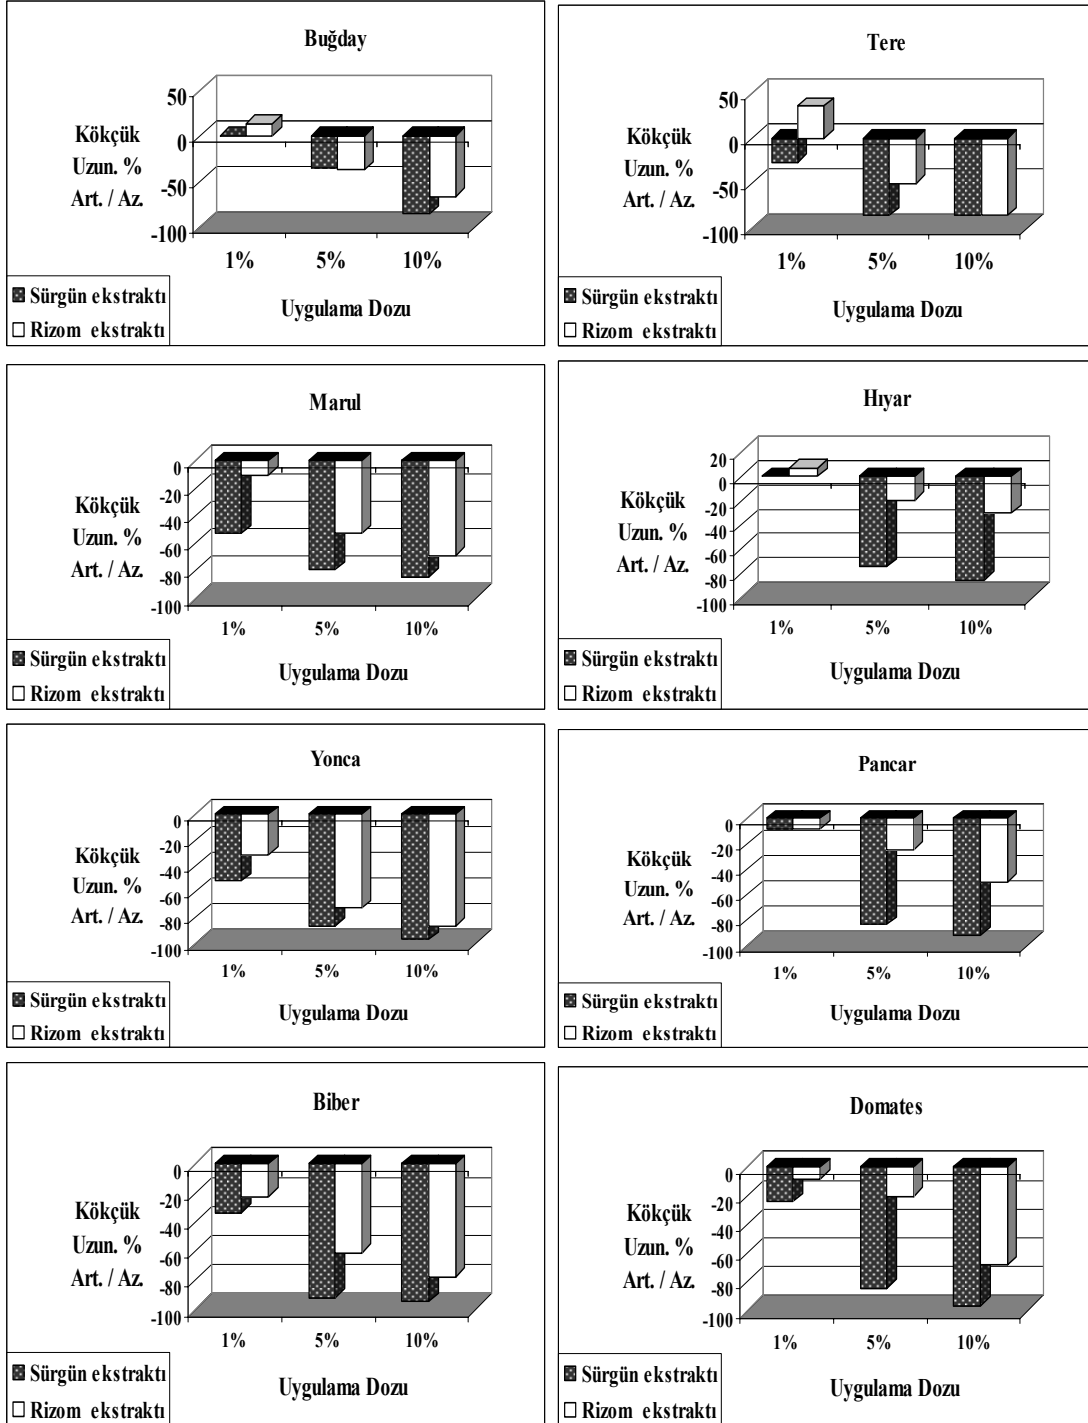 Buğday
50
0
-50
-100
Kökçük
Uzun. %
Art. / Az.
1% 5% 10%
Uygulama Dozu
Sürgün ekstraktı
Rizom ekstraktı
Tere
50
0
-50
-100
Kökçük
Uzun. %
Art. / Az.
1% 5% 10%
Uygulama Dozu
Sürgün ekstraktı
Rizom ekstraktı
Marul
0
-20
-40
-60
-80
-100
Kökçük
Uzun. %
Art. / Az.
1% 5% 10%
Uygulama Dozu
Sürgün ekstraktı
Rizom ekstraktı
Hıyar
20
0
-20
-40
-60
-80
-100
Kökçük
Uzun. %
Art. / Az.
1% 5% 10%
Uygulama Dozu
Sürgün ekstraktı
Rizom ekstraktı
Yonca
0
-20
-40
-60
-80
-100
Kökçük
Uzun. %
Art. / Az.
1% 5% 10%
Uygulama Dozu
Sürgün ekstraktı
Rizom ekstraktı
Pancar
0
-20
-40
-60
-80
-100
Kökçük
Uzun. %
Art. / Az.
1% 5% 10%
Uygulama Dozu
Sürgün ekstraktı
Rizom ekstraktı
Biber
0
-20
-40
-60
-80
-100
Kökçük
Uzun. %
Art. / Az.
1% 5% 10%
Uygulama Dozu
Sürgün ekstraktı
Rizom ekstraktı
Domates
0
-20
-40
-60
-80
-100
Kökçük
Uzun. %
Art. / Az.
1% 5% 10%
Uygulama Dozu
Sürgün ekstraktı
Rizom ekstraktı